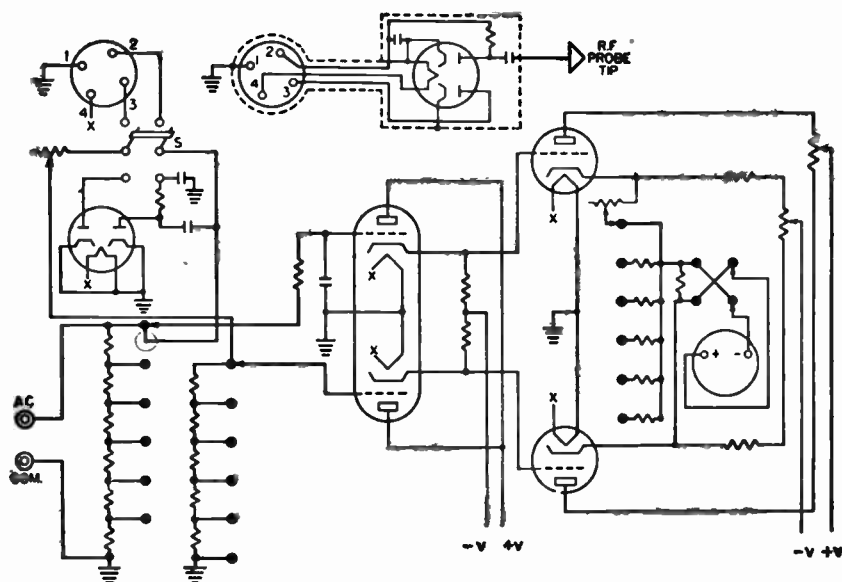 1
2
3
4
X
S
X
1
2
3
4
R.F.
PROBE
TIP
X
X
X
X
+ -
AC
COM.
-V +V
-V +V